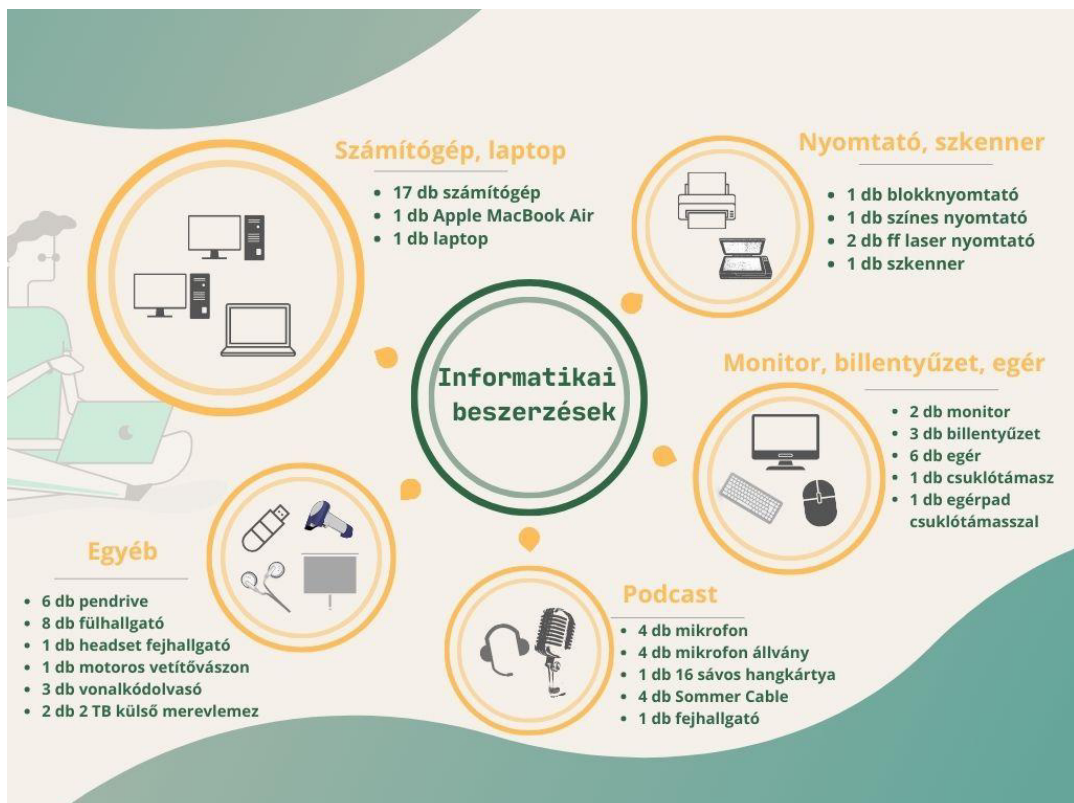 Számítógép, laptop
• 17 db számítógép
• 1 db Apple MacBook Air
• 1 db laptop
Nyomtató, szkenner
• 1 db blokknyomtató
• 1 db színes nyomtató
• 2 db ff laser nyomtató
• 1 db szkenner
Informatikai
beszerzések
Monitor, billentyűzet, egér
• 2 db monitor
• 3 db billentyűzet
• 6 db egér
• 1 db csuklótámasz
• 1 db egérpad
csuklótámasszal
Egyéb
• 6 db pendrive
• 8 db fülhallgató
• 1 db headset fejhallgató
• 1 db motoros vetítővászon
• 3 db vonalkódolvasó
• 2 db 2 TB külső merevlemez
Podcast
• 4 db mikrofon
• 4 db mikrofon állvány
• 1 db 16 sávos hangkártya
• 4 db Sommer Cable
• 1 db fejhallgató